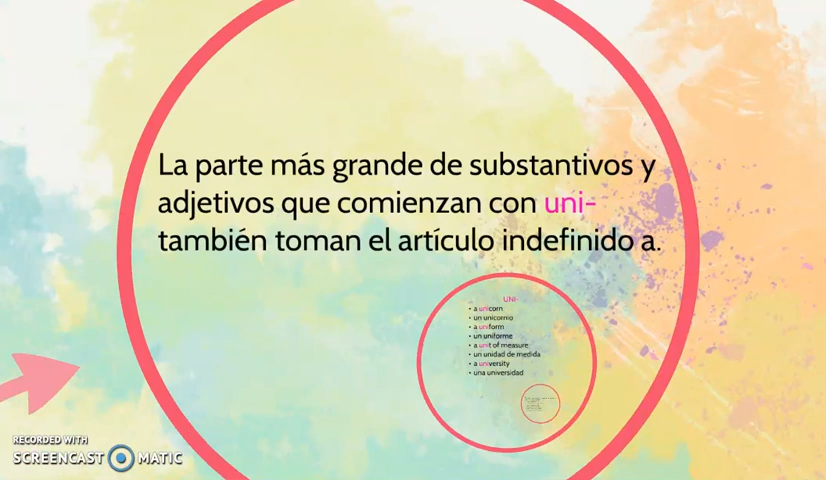 La parte más grande de substantivos y
adjetivos que comienzan con uni-
también toman el artículo indefinido a.
UNI-
• a unicorn
• un unicornio
• a uniform
• un uniforme
• a unit of measure
• un unidad de medida
• a university
• una universidad
RECORDED WITH
SCREENCAST MATIC